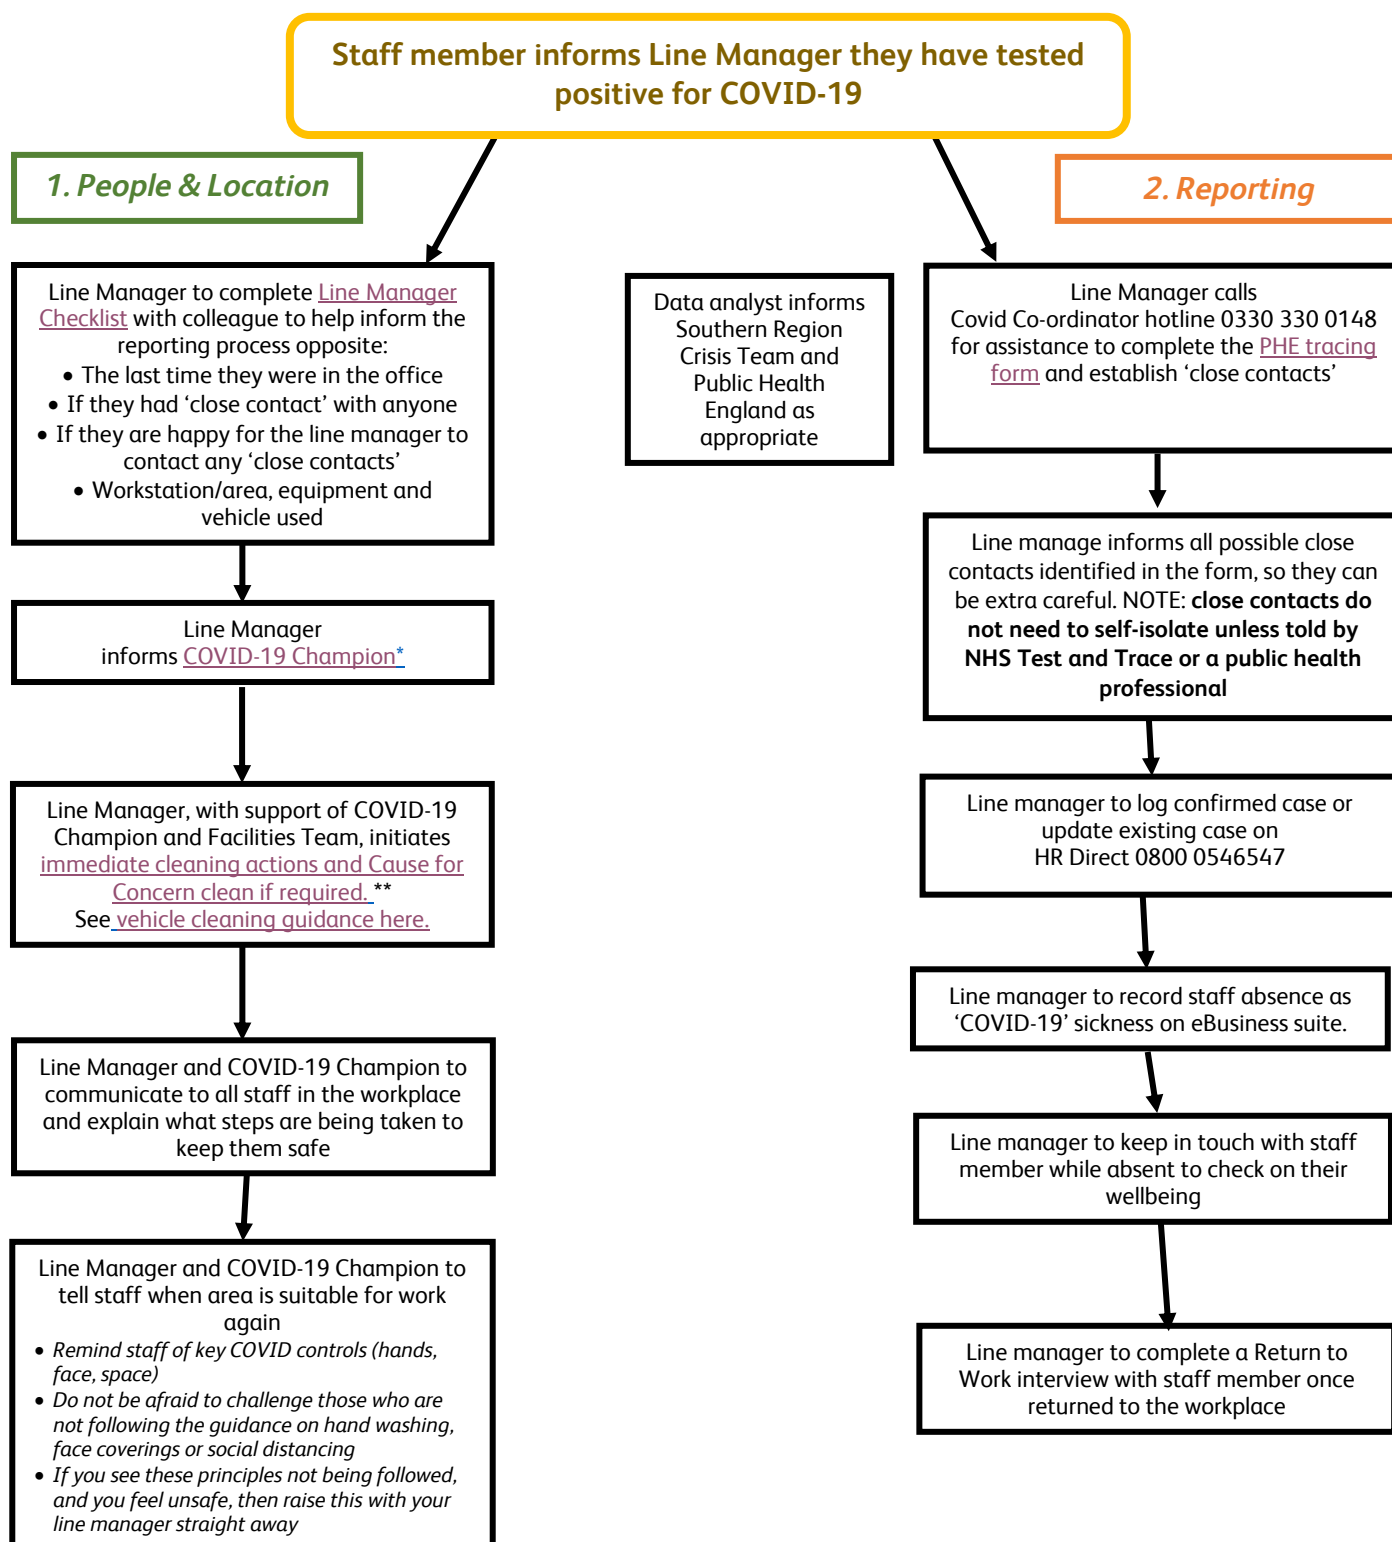 Staff member informs Line Manager they have tested
positive for COVID-19
1. People & Location
Line Manager to complete Line Manager
Checklist with colleague to help inform the
reporting process opposite:
• The last time they were in the office
• If they had ‘close contact’ with anyone
• If they are happy for the line manager to
contact any ‘close contacts’
• Workstation/area, equipment and
vehicle used
Line Manager
informs COVID-19 Champion*
Line Manager, with support of COVID-19
Champion and Facilities Team, initiates
immediate cleaning actions and Cause for
Concern clean if required. **
See vehicle cleaning guidance here.
Line Manager and COVID-19 Champion to
communicate to all staff in the workplace
and explain what steps are being taken to
keep them safe
Line Manager and COVID-19 Champion to
tell staff when area is suitable for work
again
• Remind staff of key COVID controls (hands,
face, space)
• Do not be afraid to challenge those who are
not following the guidance on hand washing,
face coverings or social distancing
• If you see these principles not being followed,
and you feel unsafe, then raise this with your
line manager straight away
2. Reporting
Data analyst informs
Southern Region
Crisis Team and
Public Health
England as
appropriate
Line Manager calls
Covid Co-ordinator hotline 0330 330 0148
for assistance to complete the PHE tracing
form and establish ‘close contacts’
Line manage informs all possible close
contacts identified in the form, so they can
be extra careful. NOTE: close contacts do
not need to self-isolate unless told by
NHS Test and Trace or a public health
professional
Line manager to log confirmed case or
update existing case on
HR Direct 0800 0546547
Line manager to record staff absence as
‘COVID-19’ sickness on eBusiness suite.
Line manager to keep in touch with staff
member while absent to check on their
wellbeing
Line manager to complete a Return to
Work interview with staff member once
returned to the workplace